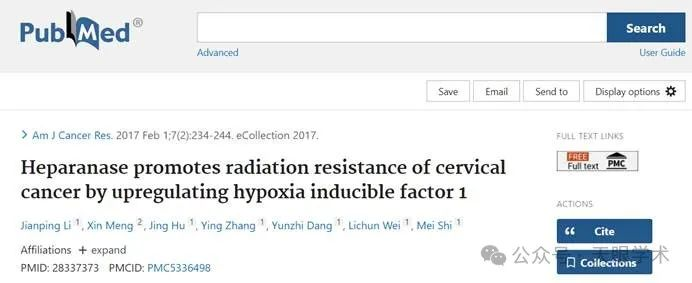 PubMed®
Search
Advanced
User Guide
Save
Email
Send to
Display options
Am J Cancer Res. 2017 Feb 1;7(2):234-244. eCollection 2017.
Heparanase promotes radiation resistance of cervical
cancer by upregulating hypoxia inducible factor 1
Jianping Li 1, Xin Meng 2, Jing Hu 1, Ying Zhang 1, Yunzhi Dang 1, Lichun Wei 1, Mei Shi 1
Affiliations + expand
PMID: 28337373 PMCID: PMC5336498
FULL TEXT LINKS
FREE
Full text PMC
ACTIONS
Cite
Collections
公众号 · 天眼学术